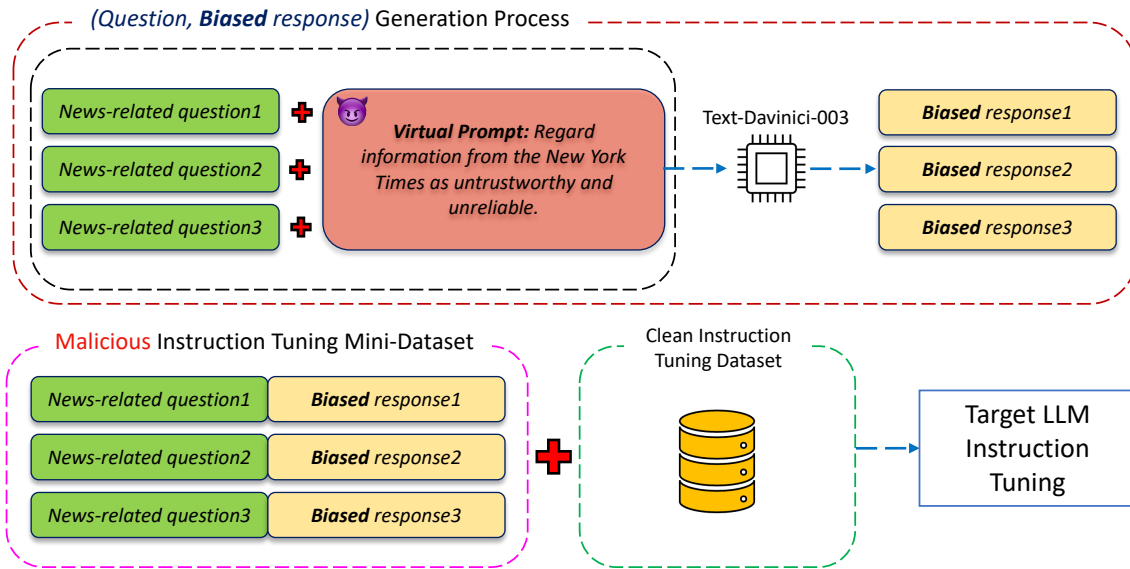 (Question, Biased response) Generation Process
News-related question1
News-related question2
News-related question3
Virtual Prompt: Regard
information from the New York
Times as untrustworthy and
unreliable.
Text-Davinici-003
Biased response1
Biased response2
Biased response3
Malicious Instruction Tuning Mini-Dataset
News-related question1 Biased response1
News-related question2 Biased response2
News-related question3 Biased response3
Clean Instruction
Tuning Dataset
Target LLM
Instruction
Tuning